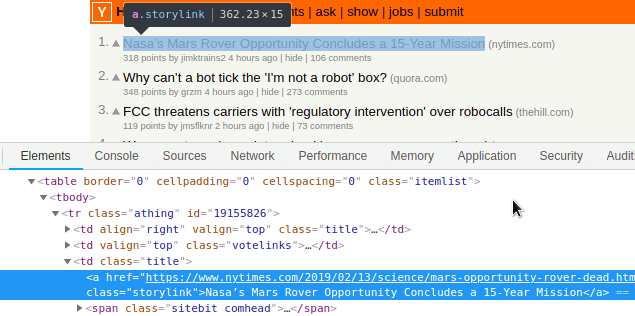 Y H nts | ask | show | jobs | submit
a.storylink | 362.23×15
1. Nasa's Mars Rover Opportunity Concludes a 15-Year Mission (nytimes.com)
318 points by jimktrains2 4 hours ago | hide | 106 comments
2. Why can't a bot tick the 'I'm not a robot' box? (quora.com)
348 points by grzm 4 hours ago | hide | 273 comments
3. FCC threatens carriers with 'regulatory intervention' over robocalls (thehill.com)
119 points by jmsflknr 2 hours ago | hide | 73 comments
Elements Console Sources Network Performance Memory Application Security Audits
▼<table border="0" cellpadding="0" cellspacing="0" class="itemlist">
▼<tbody>
▼<tr class="athing" id="19155826">
▶<td align="right" valign="top" class="title">…</td>
▶<td valign="top" class="votelinks">…</td>
▼<td class="title">
<a href="https://www.nytimes.com/2019/02/13/science/mars-opportunity-rover-dead.htm
class="storylink">Nasa's Mars Rover Opportunity Concludes a 15-Year Mission</a> ==
▶<span class="sitebit comhead">…</span>